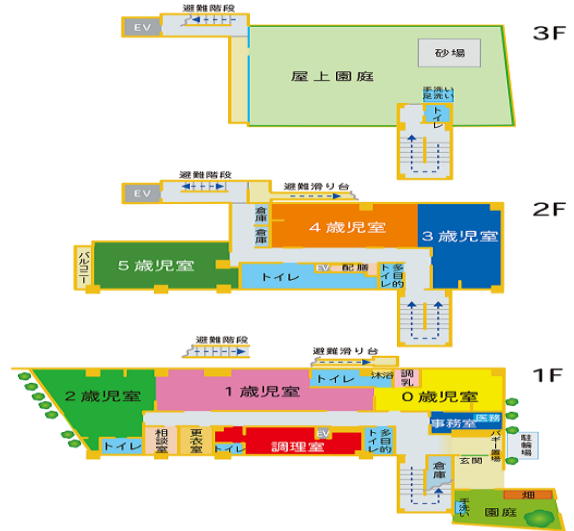 避難階段
EV
3F
砂場
屋上園庭
手洗い
足洗い
トイレ
避難階段
避難滑り台
EV
2F
倉庫
倉庫
4歳児室
3歳児室
バルコニー
5歳児室
トイレ
EV
配膳
多目的
トイレ
避難階段
避難滑り台
1F
トイレ
沐浴
調乳
2歳児室
1歳児室
0歳児室
医務
事務室
トイレ
相談室
更衣室
トイレ
調理室
EV
多目的
トイレ
バギー置場
駐輪場
玄関
倉庫
手洗い
畑
園庭